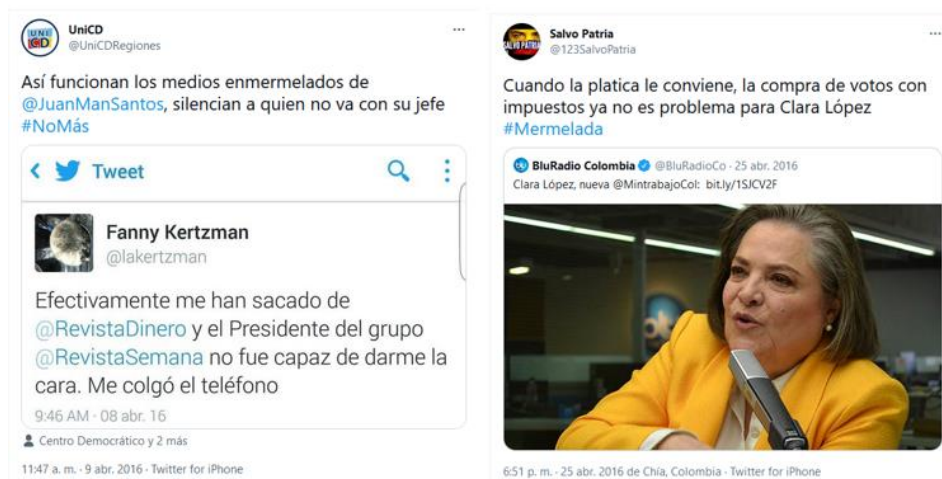 UNI
CD
UniCD
@UniCDRegiones
Así funcionan los medios enmermelados de
@JuanManSantos, silencian a quien no va con su jefe
#NoMás
Tweet
Fanny Kertzman
@lakertzman
Efectivamente me han sacado de
@RevistaDinero y el Presidente del grupo
@RevistaSemana no fue capaz de darme la
cara. Me colgó el teléfono
9:46 AM · 08 abr. 16
Centro Democrático y 2 más
11:47 a. m. · 9 abr. 2016 · Twitter for iPhone
SALVO PATRIA
Salvo Patria
@123SalvoPatria
Cuando la platica le conviene, la compra de votos con
impuestos ya no es problema para Clara López
#Mermelada
BluRadio Colombia @BluRadioCo · 25 abr. 2016
Clara López, nueva @MintrabajoCol: bit.ly/1SJCV2F
6:51 p. m. · 25 abr. 2016 de Chía, Colombia · Twitter for iPhone